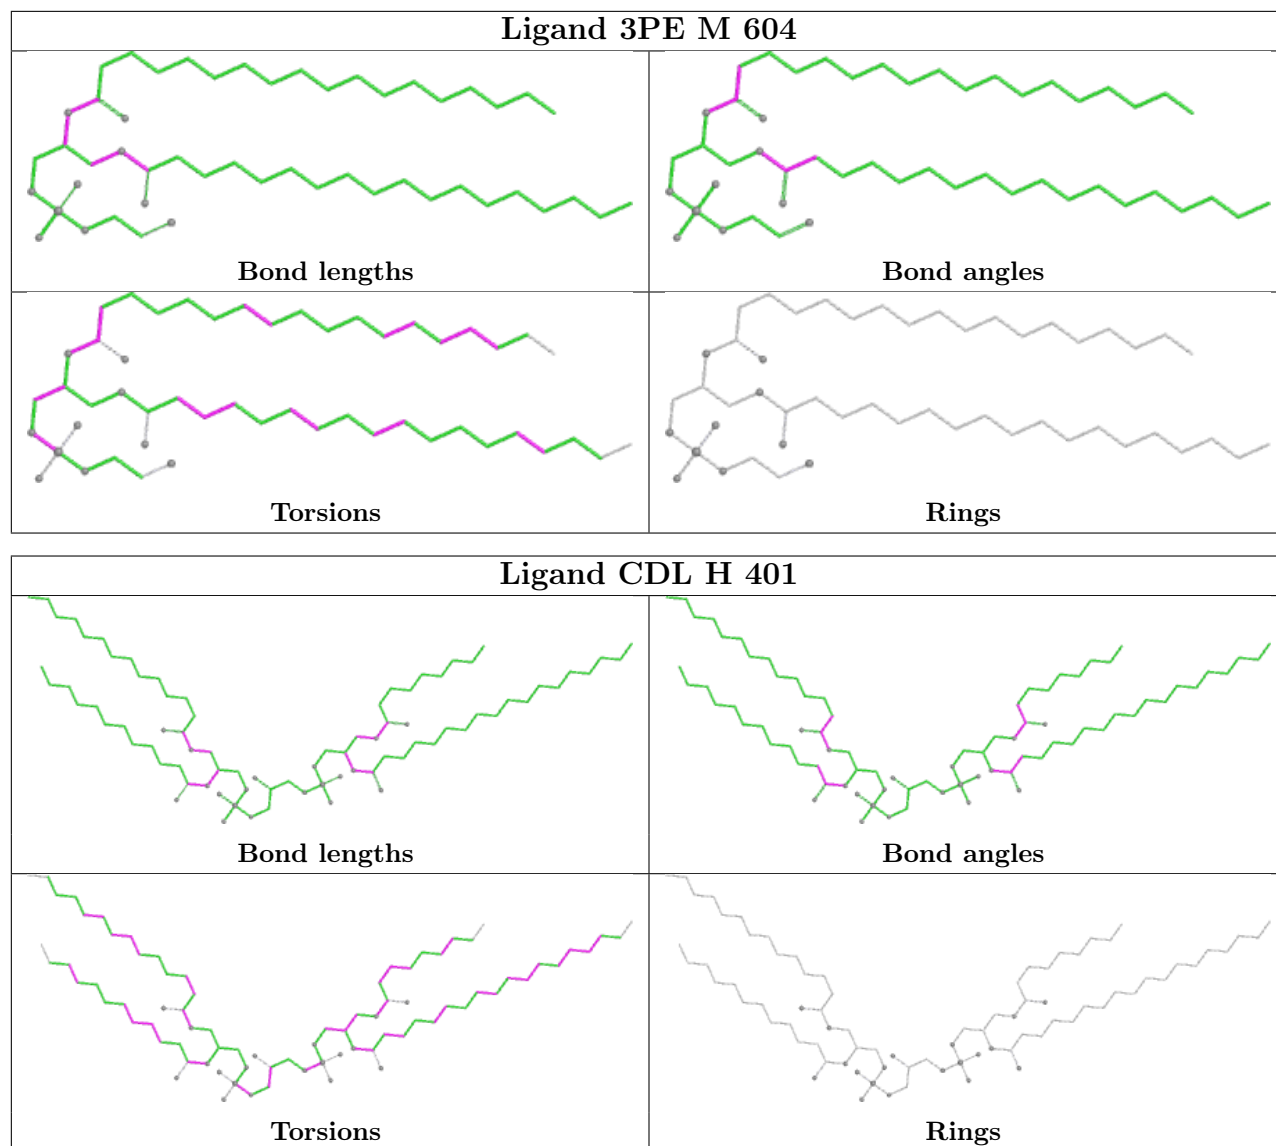 Ligand 3PE M 604
Bond lengths
Bond angles
Torsions
Rings
Ligand CDL H 401
Bond lengths
Bond angles
Torsions
Rings